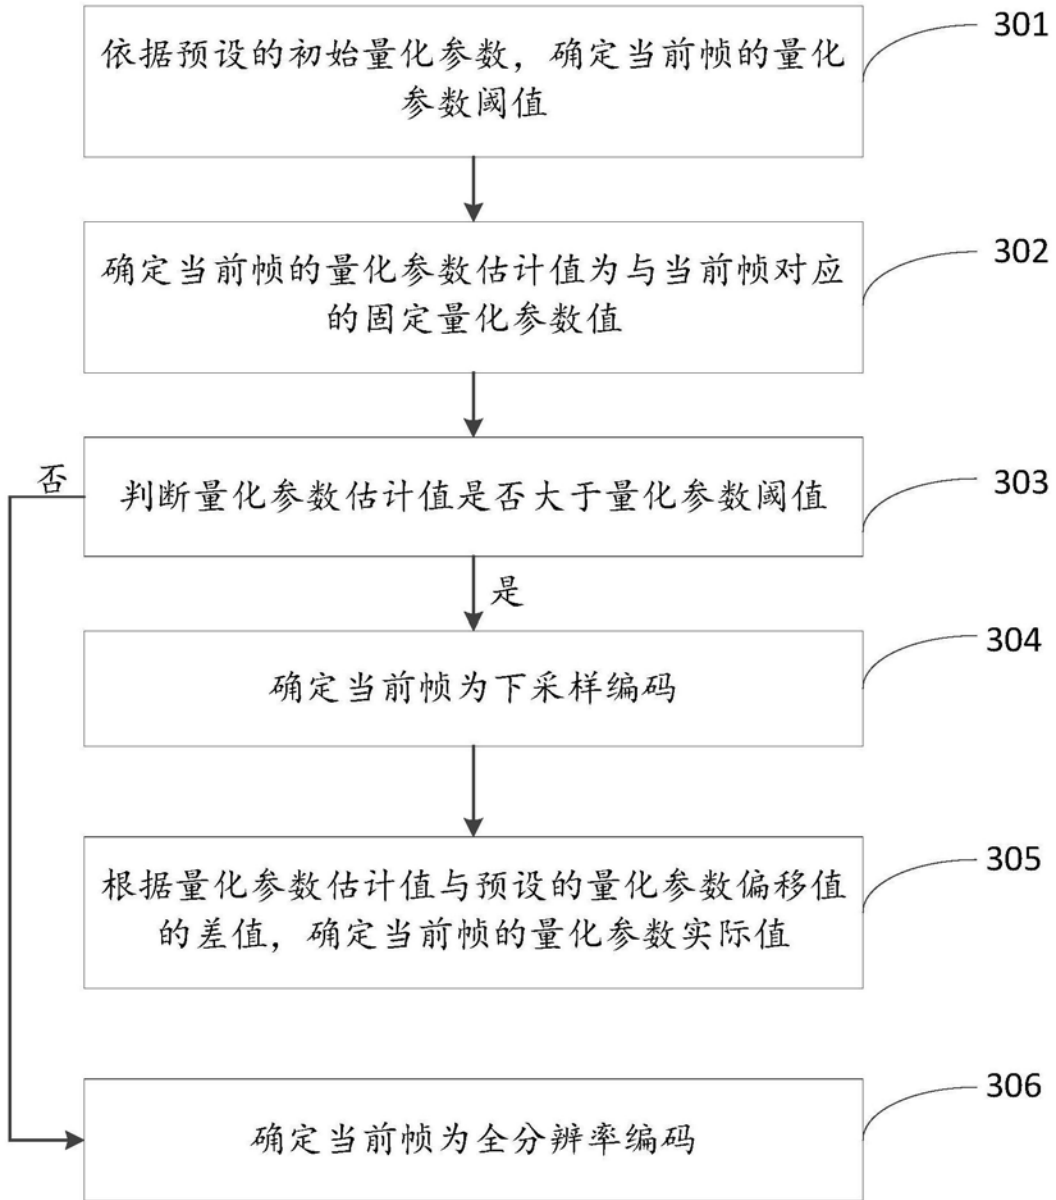 依据预设的初始量化参数，确定当前帧的量化
参数阈值
301
确定当前帧的量化参数估计值为与当前帧对应
的固定量化参数值
302
否
判断量化参数估计值是否大于量化参数阈值
303
是
确定当前帧为下采样编码
304
根据量化参数估计值与预设的量化参数偏移值
的差值，确定当前帧的量化参数实际值
305
确定当前帧为全分辨率编码
306